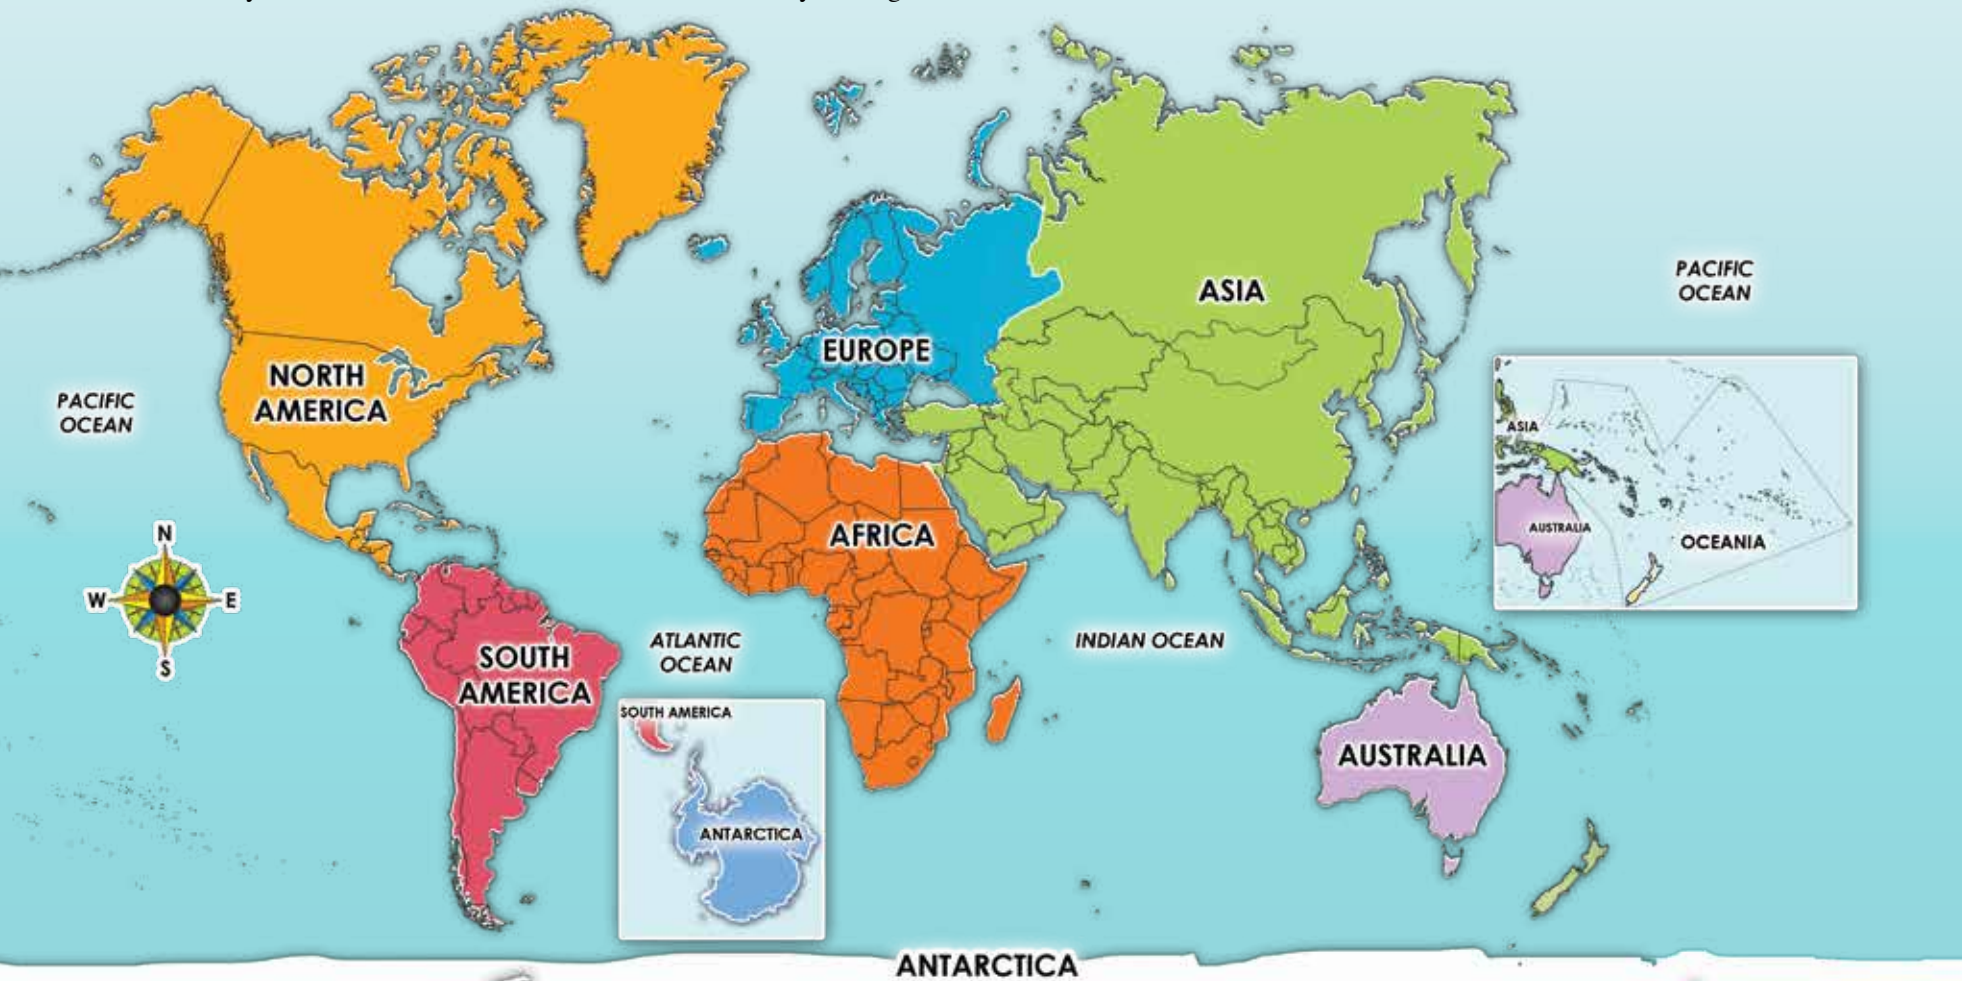 ASIA
PACIFIC
OCEAN
EUROPE
NORTH
AMERICA
PACIFIC
OCEAN
ASIA
AUSTRALIA
OCEANIA
AFRICA
N
W
E
S
ATLANTIC
OCEAN
INDIAN OCEAN
SOUTH
AMERICA
SOUTH AMERICA
ANTARCTICA
AUSTRALIA
ANTARCTICA